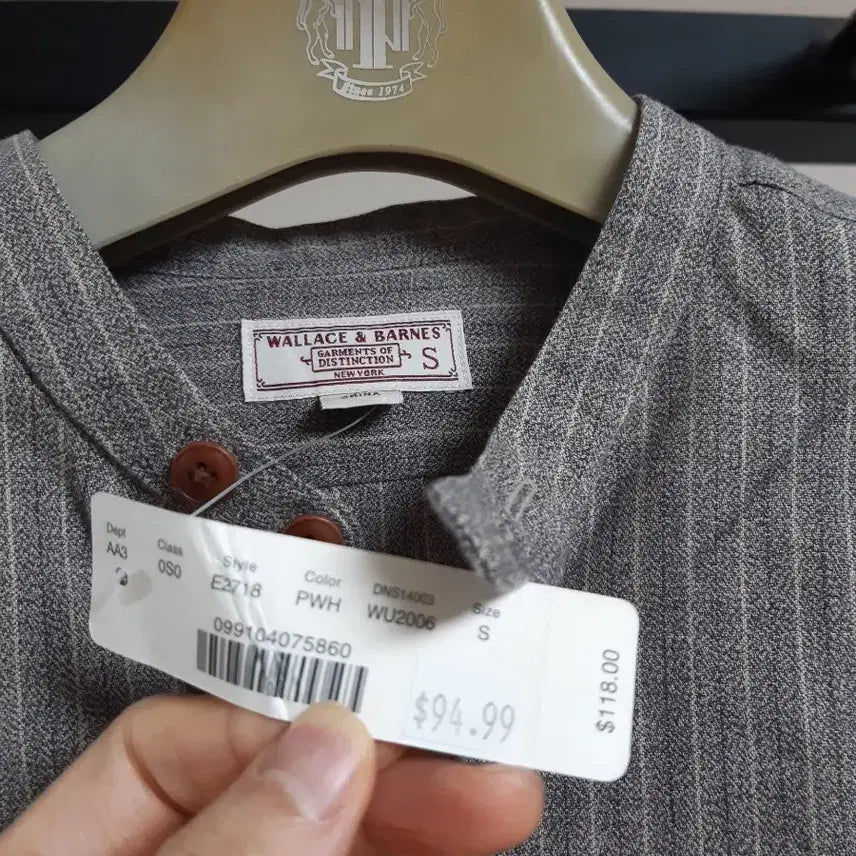 Since 1974
WALLACE & BARNES
GARMENTS OF
DISTINCTION
NEW YORK
S
CHINA
Dept
AA3
Class
0S0
Style
E2718
Color
PWH
DNS14003
WU2006
Size
S
099104075860
$94.99
$118.00